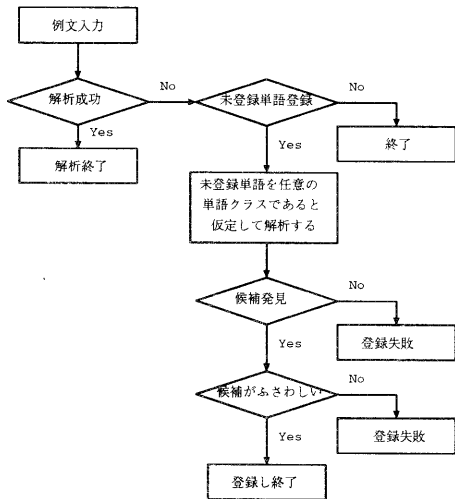 例文入力
解析成功
No
未登録単語登録
No
Yes
Yes
解析終了
終了
未登録単語を任意の
単語クラスであると
仮定して解析する
候補発見
No
Yes
登録失敗
候補がふさわしい
No
Yes
登録失敗
登録し終了